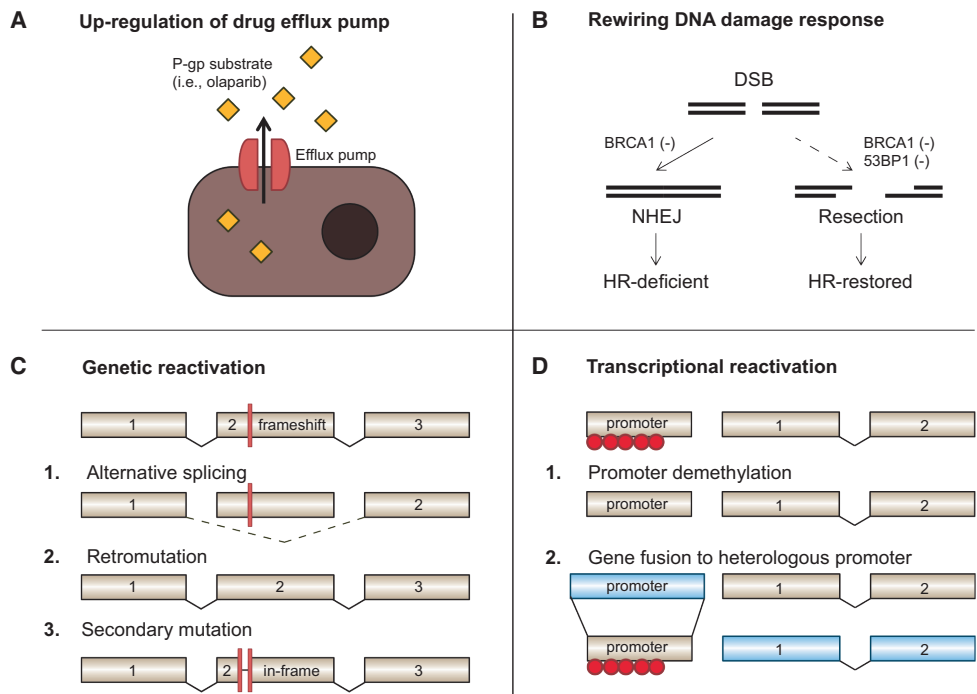 A Up-regulation of drug efflux pump
P-gp substrate
(i.e., olaparib)
Efflux pump
B Rewiring DNA damage response
DSB
BRCA1 (-)
BRCA1 (-)
53BP1 (-)
NHEJ
Resection
HR-deficient
HR-restored
C Genetic reactivation
1 2 frameshift 3
1. Alternative splicing
1 2
2. Retromutation
1 2 3
3. Secondary mutation
1 2 in-frame 3
D Transcriptional reactivation
promoter 1 2
1. Promoter demethylation
promoter 1 2
2. Gene fusion to heterologous promoter
promoter 1 2
promoter 1 2